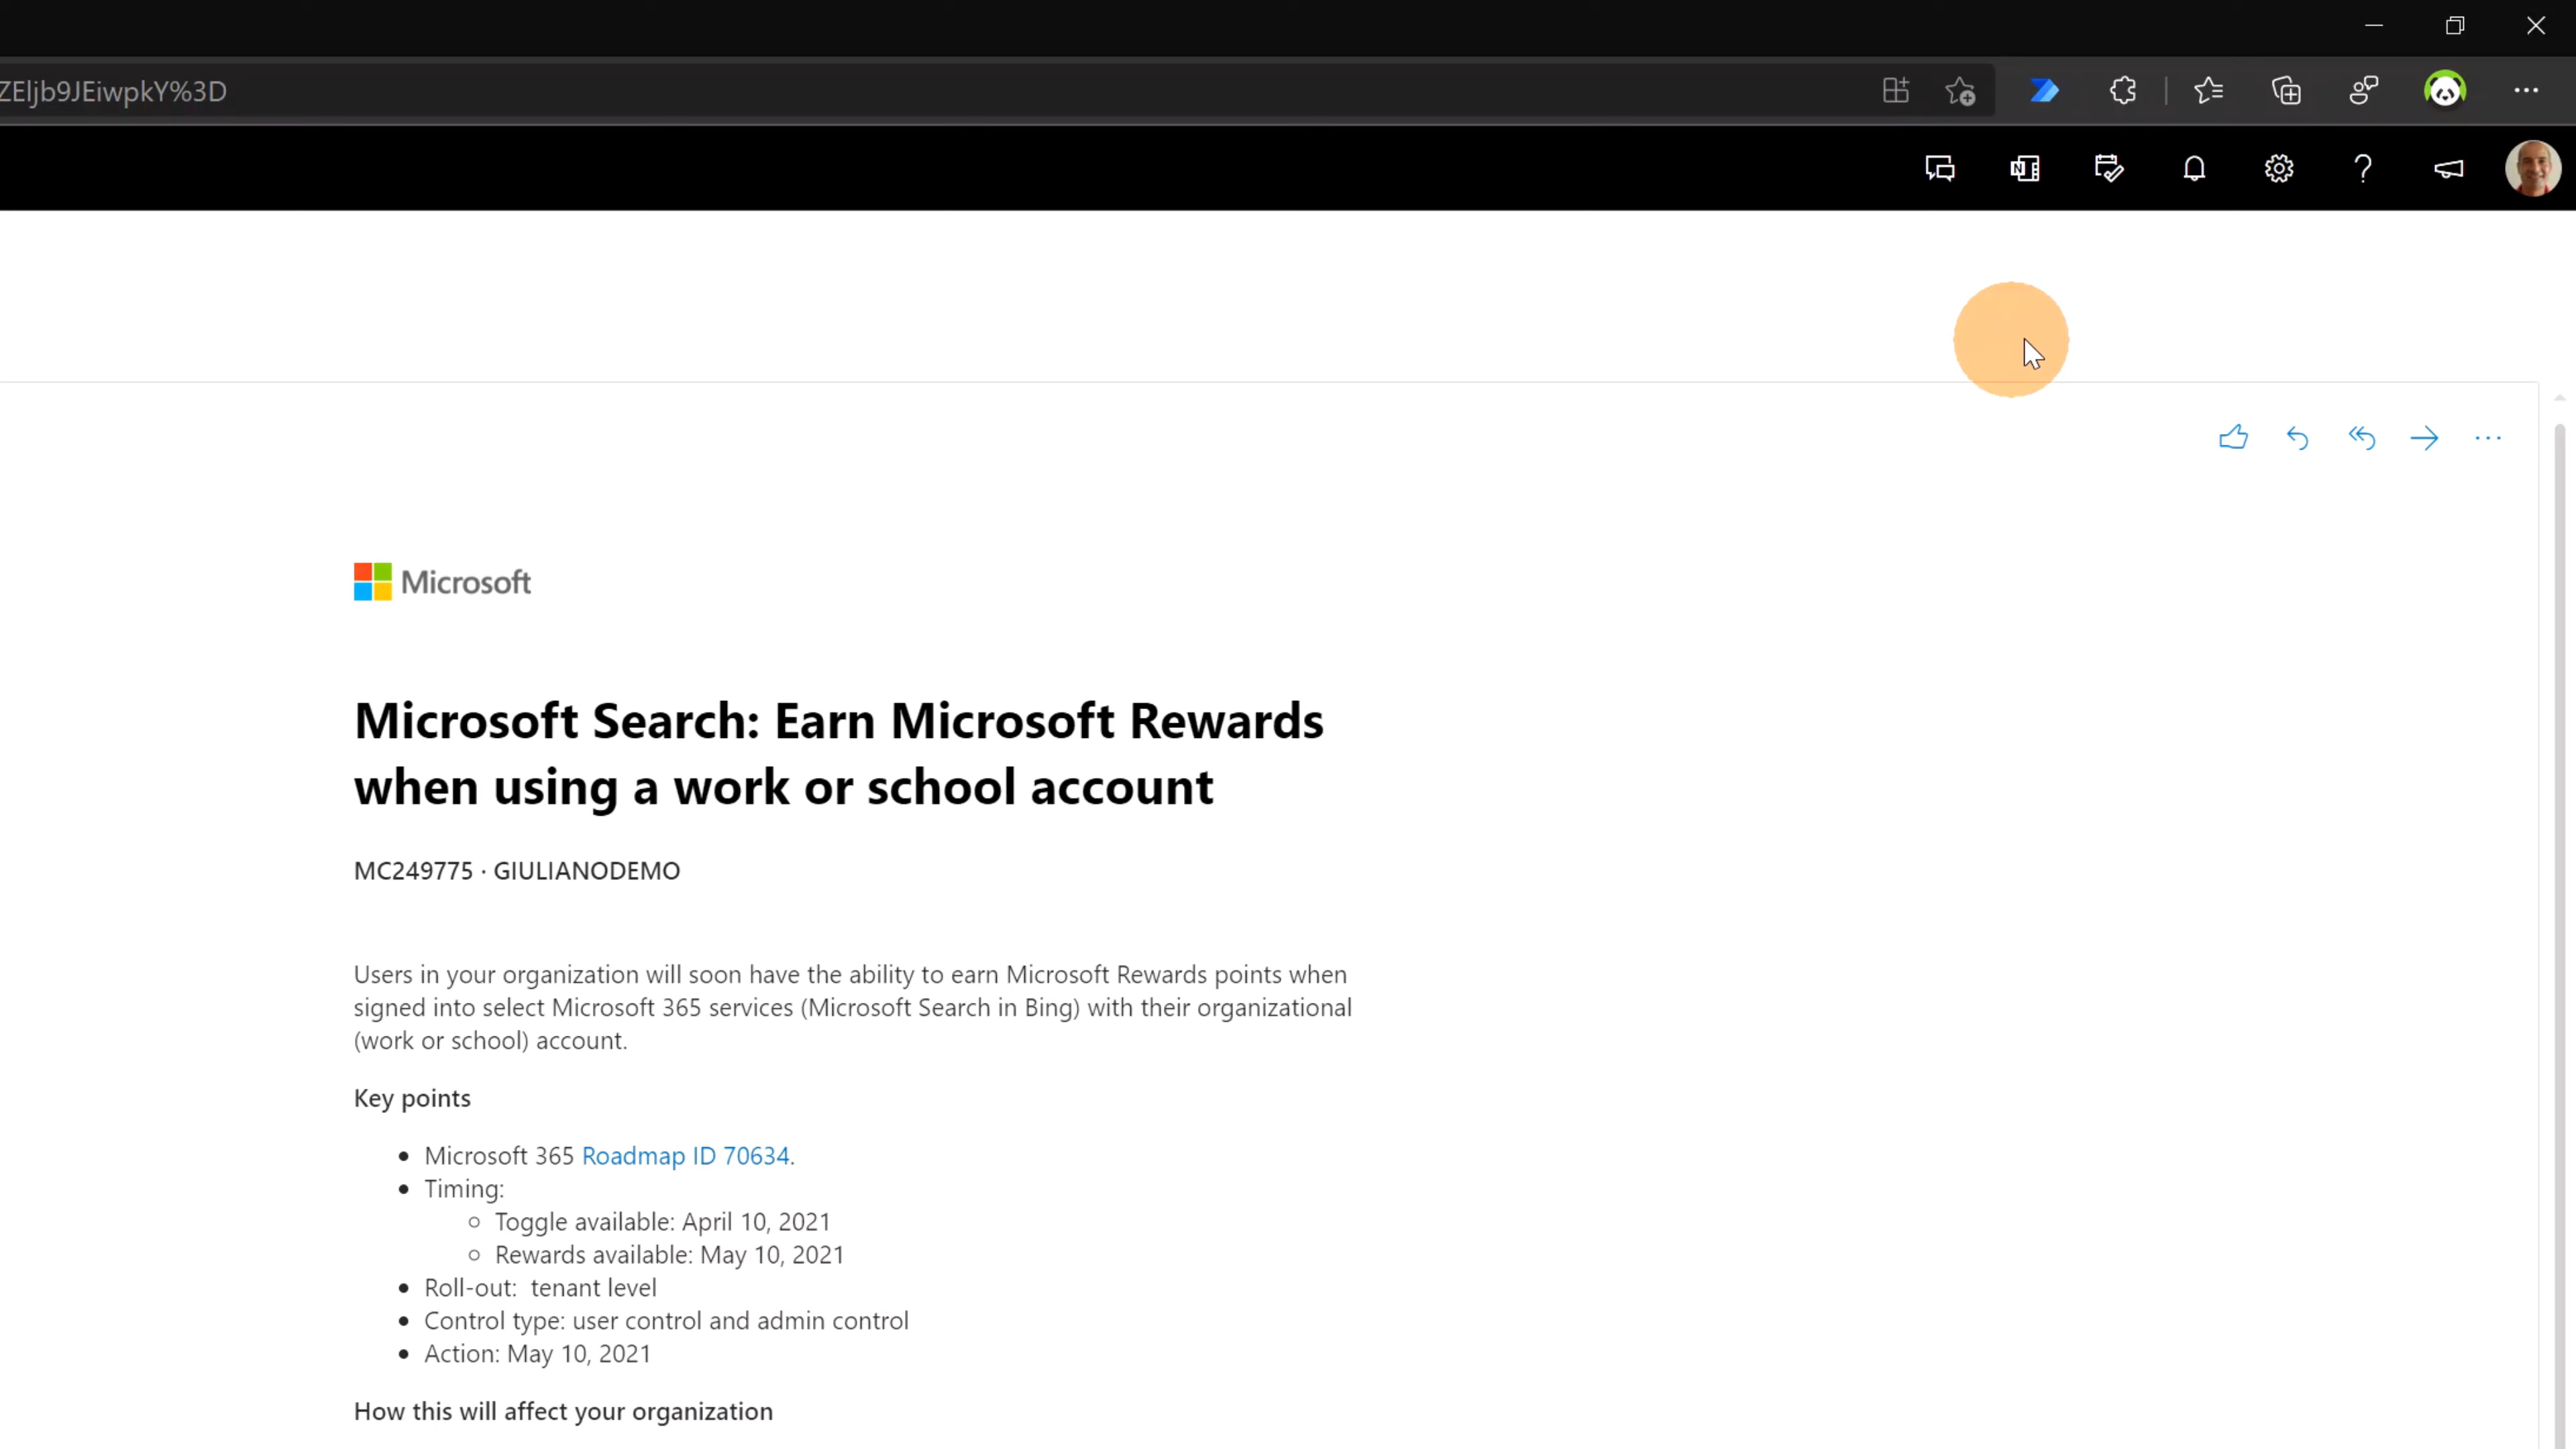 ZEljb9JEiwpkY%3D
Microsoft
Microsoft Search: Earn Microsoft Rewards
when using a work or school account
MC249775 · GIULIANODEMO
Users in your organization will soon have the ability to earn Microsoft Rewards points when
signed into select Microsoft 365 services (Microsoft Search in Bing) with their organizational
(work or school) account.
Key points
• Microsoft 365 Roadmap ID 70634.
• Timing:
○ Toggle available: April 10, 2021
○ Rewards available: May 10, 2021
• Roll-out:  tenant level
• Control type: user control and admin control
• Action: May 10, 2021
How this will affect your organization